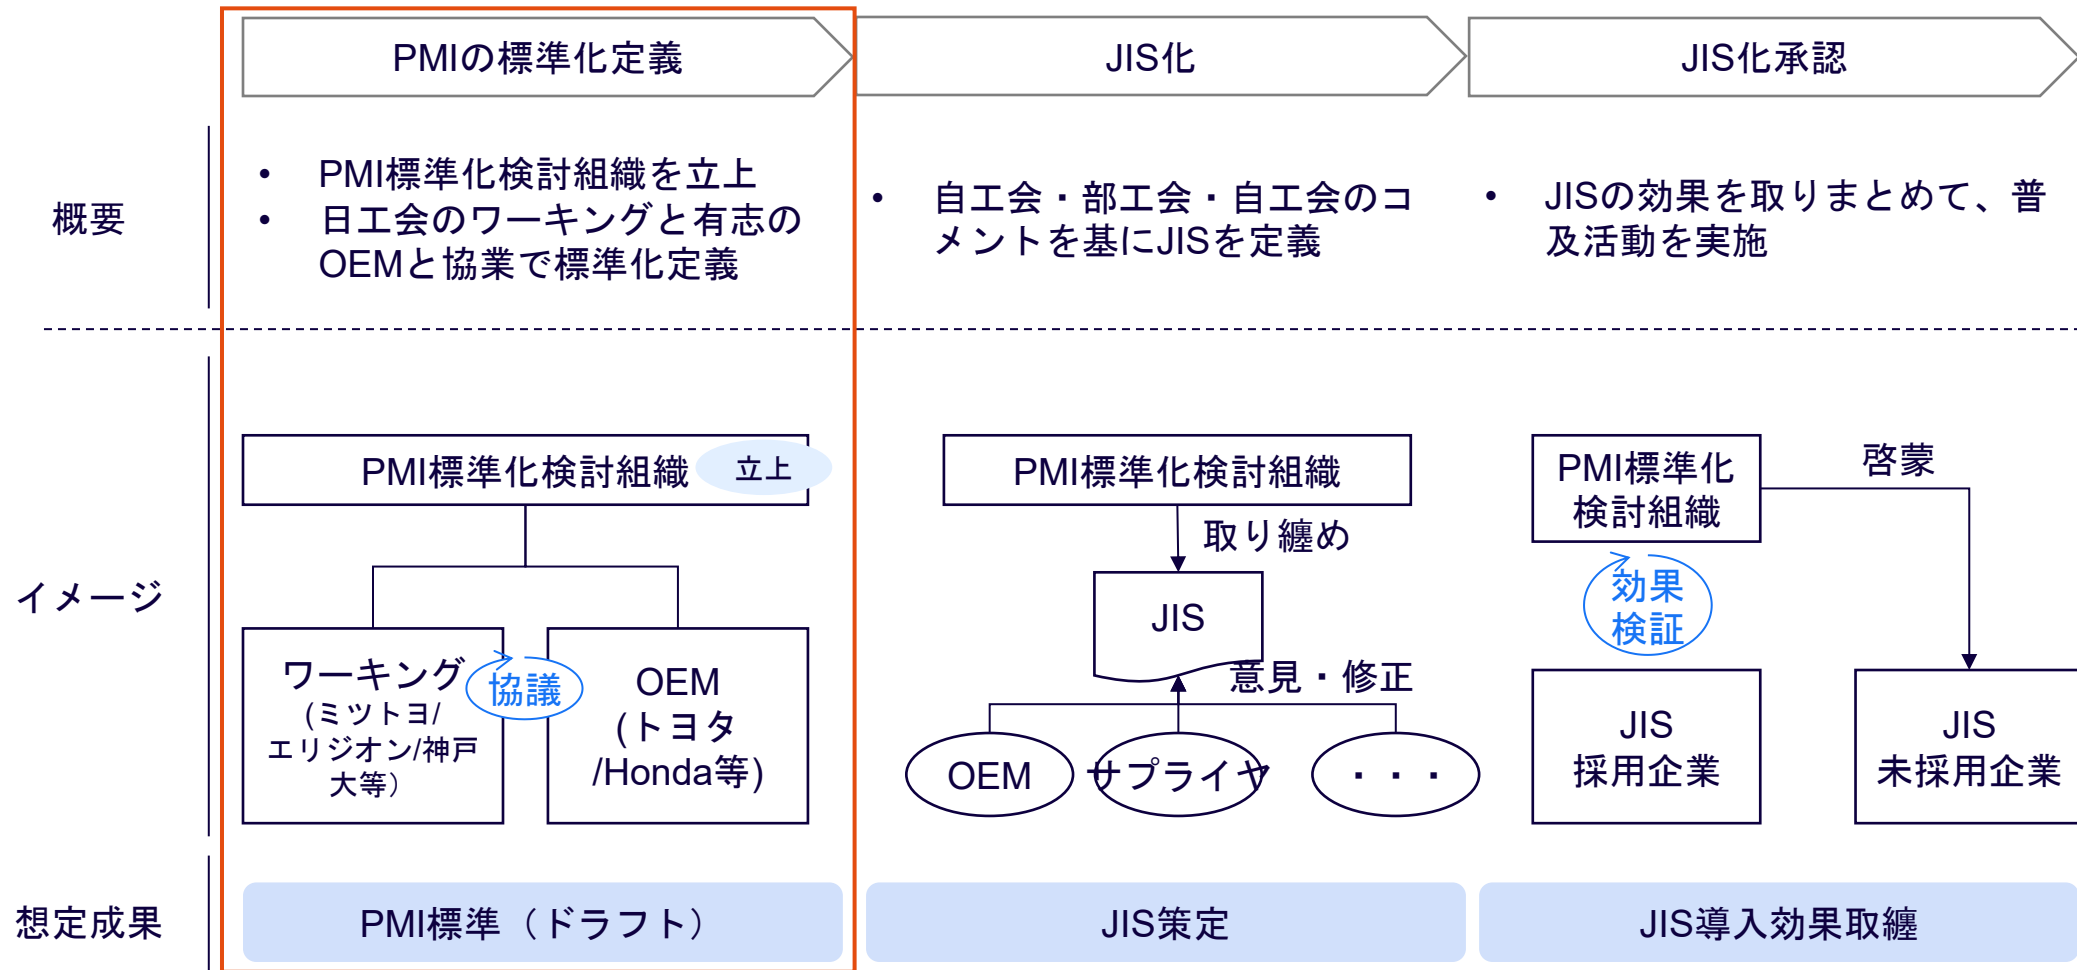 PMIの標準化定義
JIS化
JIS化承認
概要
• PMI標準化検討組織を立上
• 日工会のワーキングと有志の
OEMと協業で標準化定義
• 自工会・部工会・自工会のコ
メントを基にJISを定義
• JISの効果を取りまとめて、普
及活動を実施
イメージ
PMI標準化検討組織
立上
ワーキング
(ミツトヨ/
エリジオン/神戸
大等）
協議
OEM
(トヨタ
/Honda等)
PMI標準化検討組織
取り纏め
JIS
意見・修正
OEM
サプライヤ
・・・
PMI標準化
検討組織
啓蒙
効果
検証
JIS
採用企業
JIS
未採用企業
想定成果
PMI標準（ドラフト）
JIS策定
JIS導入効果取纏